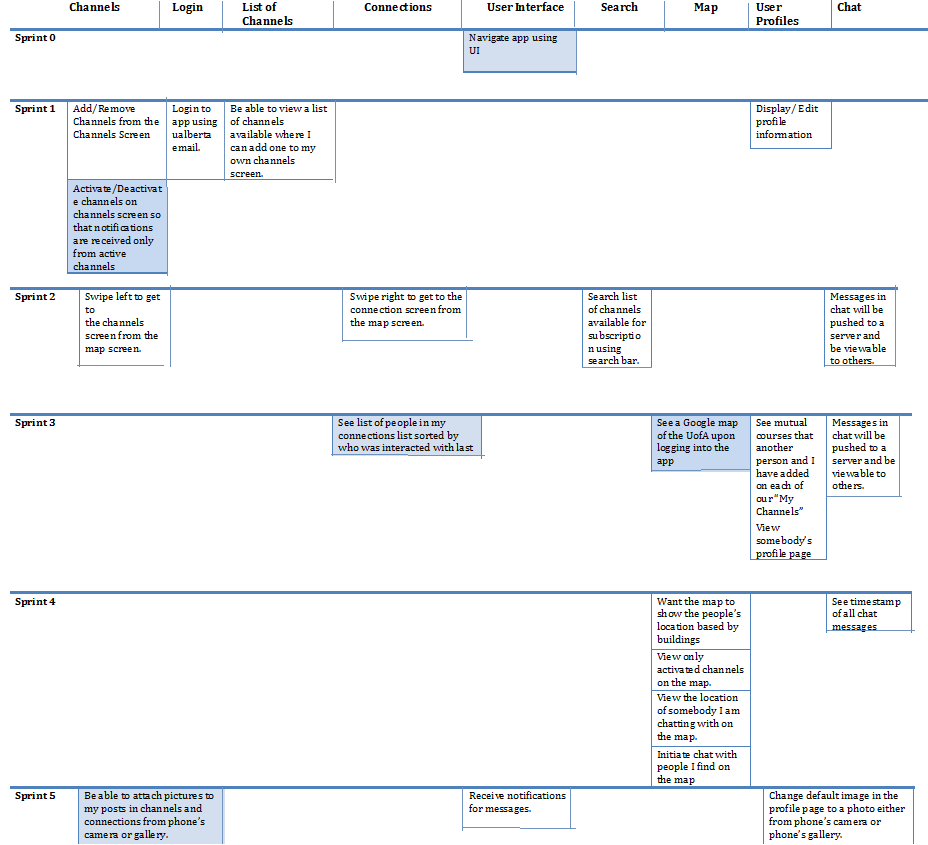 Channels
Login
List of
Channels
Connections
User Interface
Search
Map
User
Profiles
Chat
Sprint 0
Navigate app using
UI
Sprint 1
Add/Remove
Channels from the
Channels Screen
Login to
app using
ualberta
email.
Be able to view a list
of channels
available where I
can add one to my
own channels
screen.
Display/ Edit
profile
information
Activate/Deactivat
e channels on
channels screen so
that notifications
are received only
from active
channels
Sprint 2
Swipe left to get
to
the channels
screen from the
map screen.
Swipe right to get to the
connection screen from
the map screen.
Search list
of channels
available for
subscriptio
n using
search bar.
Messages in
chat will be
pushed to a
server and
be viewable
to others.
Sprint 3
See list of people in my
connections list sorted by
who was interacted with last
See a Google map
of the UofA upon
logging into the
app
See mutual
courses that
another
person and I
have added
on each of
our "My
Channels"
View
somebody's
profile page
Messages in
chat will be
pushed to a
server and be
viewable to
others.
Sprint 4
Want the map to
show the people's
location based by
buildings
View only
activated channels
on the map.
View the location
of somebody I am
chatting with on
the map.
Initiate chat with
people I find on
the map
See timestamp
of all chat
messages
Sprint 5
Be able to attach pictures to
my posts in channels and
connections from phone's
camera or gallery.
Receive notifications
for messages.
Change default image in the
profile page to a photo either
from phone's camera or
phone's gallery.